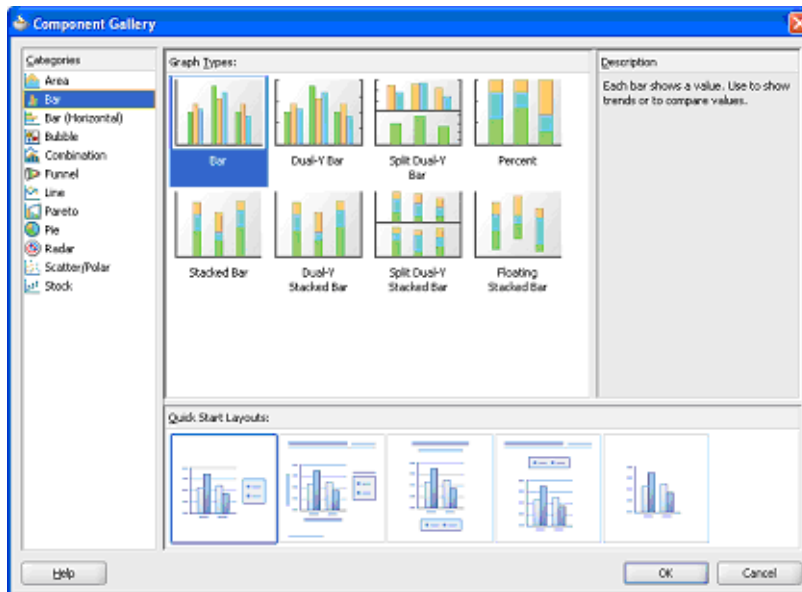 Component Gallery
Categories
Area
Bar
Bar (Horizontal)
Bubble
Combination
Funnel
Line
Pareto
Pie
Radar
Scatter/Polar
Stock
Graph Types:
Bar
Dual-Y Bar
Split Dual-Y
Bar
Percent
Stacked Bar
Dual-Y
Stacked Bar
Split Dual-Y
Stacked Bar
Floating
Stacked Bar
Description
Each bar shows a value. Use to show
trends or to compare values.
Quick Start Layouts:
Help
OK
Cancel